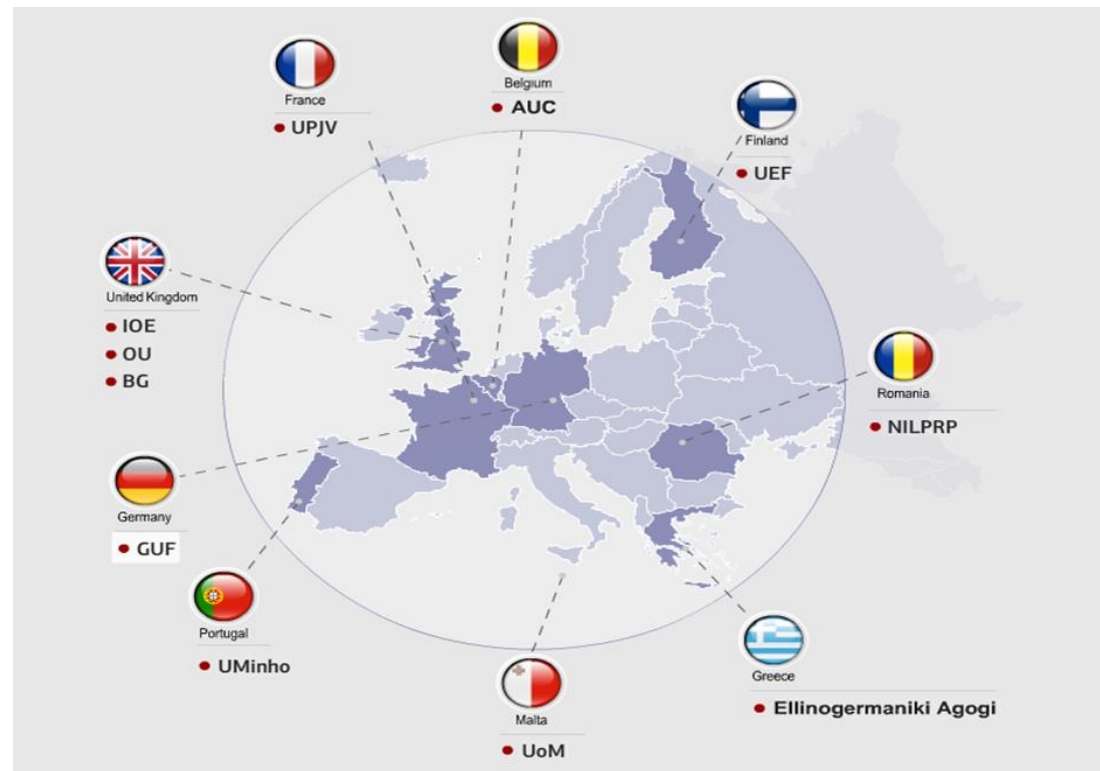 France
UPJV
Belgium
AUC
Finland
UEF
United Kingdom
IOE
OU
BG
Romania
NILPRP
Germany
GUF
Portugal
UMinho
Malta
UoM
Greece
Ellinogermaniki Agogi